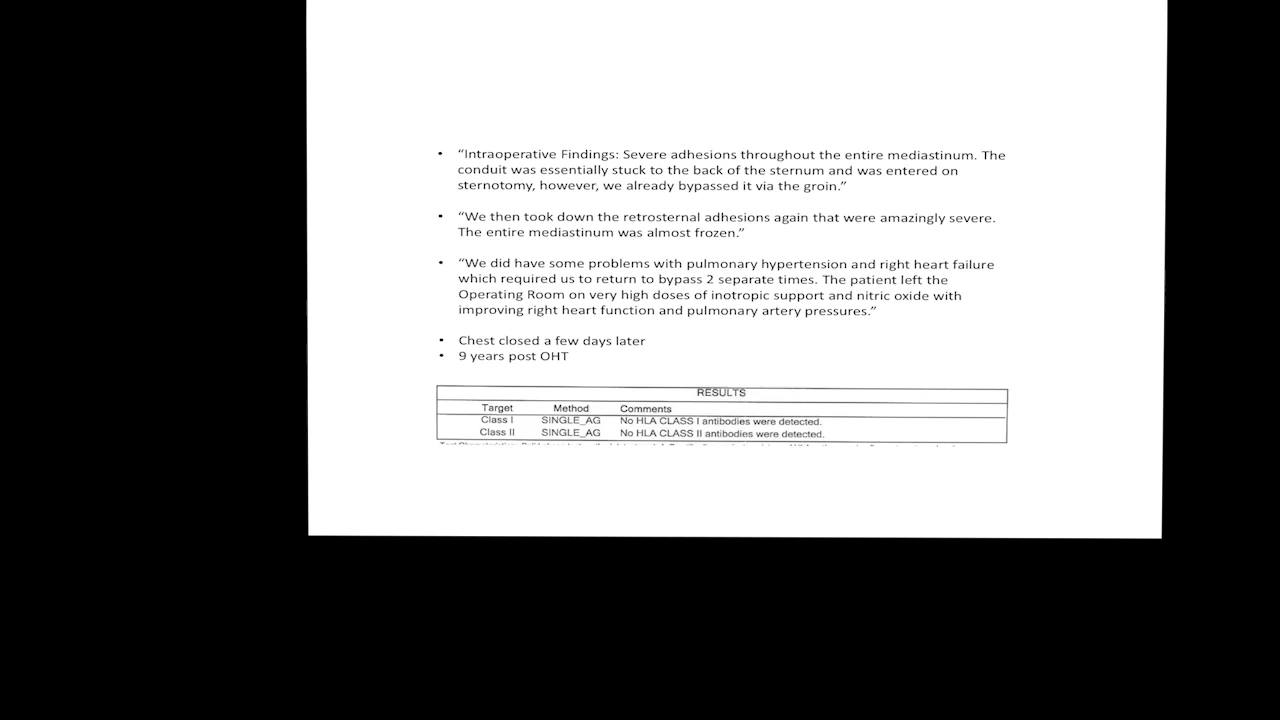 • “Intraoperative Findings: Severe adhesions throughout the entire mediastinum. The
conduit was essentially stuck to the back of the sternum and was entered on
sternotomy, however, we already bypassed it via the groin.”
• “We then took down the retrosternal adhesions again that were amazingly severe.
The entire mediastinum was almost frozen.”
• “We did have some problems with pulmonary hypertension and right heart failure
which required us to return to bypass 2 separate times. The patient left the
Operating Room on very high doses of inotropic support and nitric oxide with
improving right heart function and pulmonary artery pressures.”
• Chest closed a few days later
• 9 years post OHT
RESULTS
Target Method Comments
Class I SINGLE_AG No HLA CLASS I antibodies were detected.
Class II SINGLE_AG No HLA CLASS II antibodies were detected.